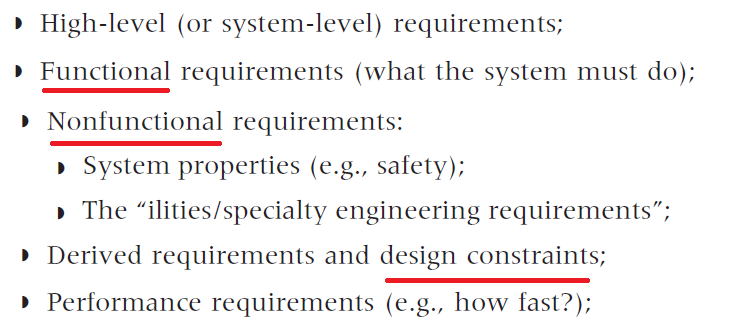 High-level (or system-level) requirements;
Functional requirements (what the system must do);
Nonfunctional requirements:
System properties (e.g., safety);
The “ilities/specialty engineering requirements”;
Derived requirements and design constraints;
Performance requirements (e.g., how fast?);